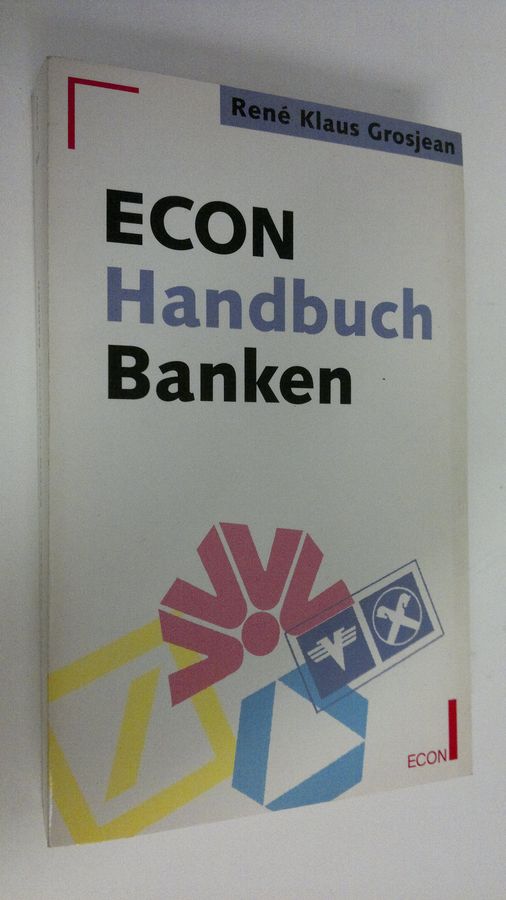 René Klaus Grosjean
ECON
Handbuch
Banken
ECON